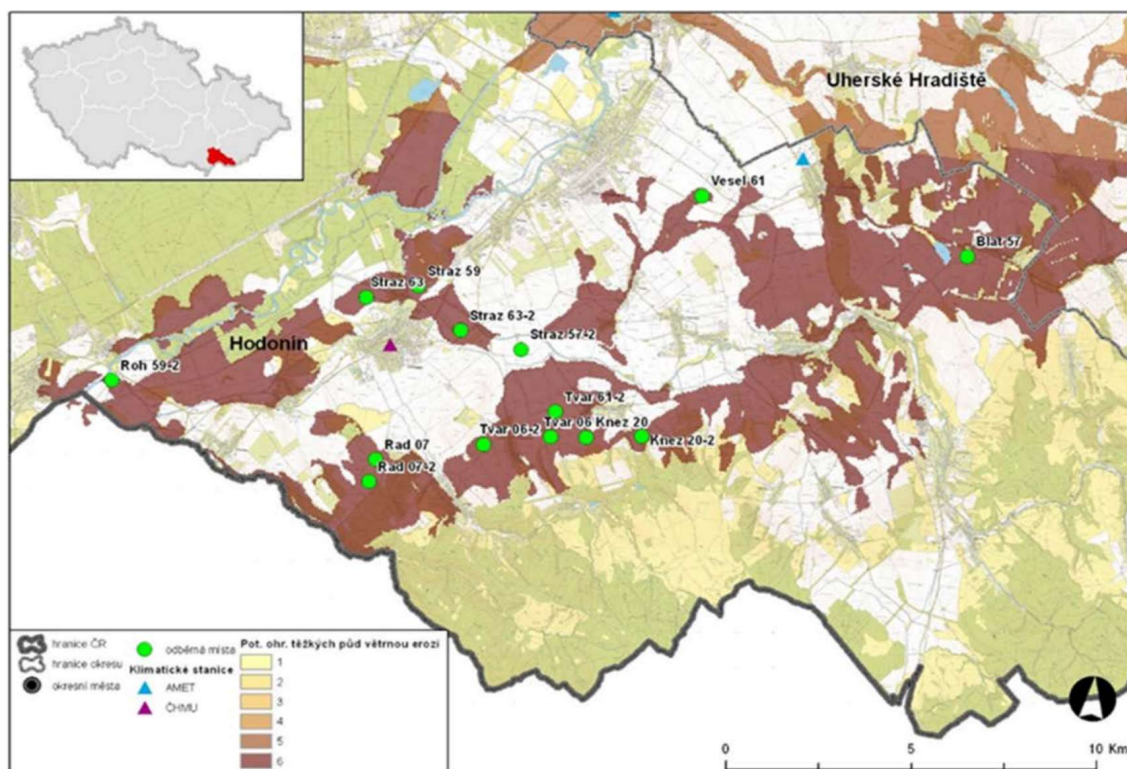 Uherské Hradiště
Vesel 61
Blat 57
Straz 59
Straz 63
Straz 63-2
Hodonín
Straz 57-2
Roh 59-2
Tvar 61-2
Tvar 06-2
Tvar 06
Knez 20
Knez 20-2
Rad 07
Rad 07-2
hranice ČR
hranice okresu
okresní města
odběrná místa
Klimatické stanice
AMET
ČHMU
Pot. ohr. těžkých půd větrnou erozí
1
2
3
4
5
6
0 5 10 Km